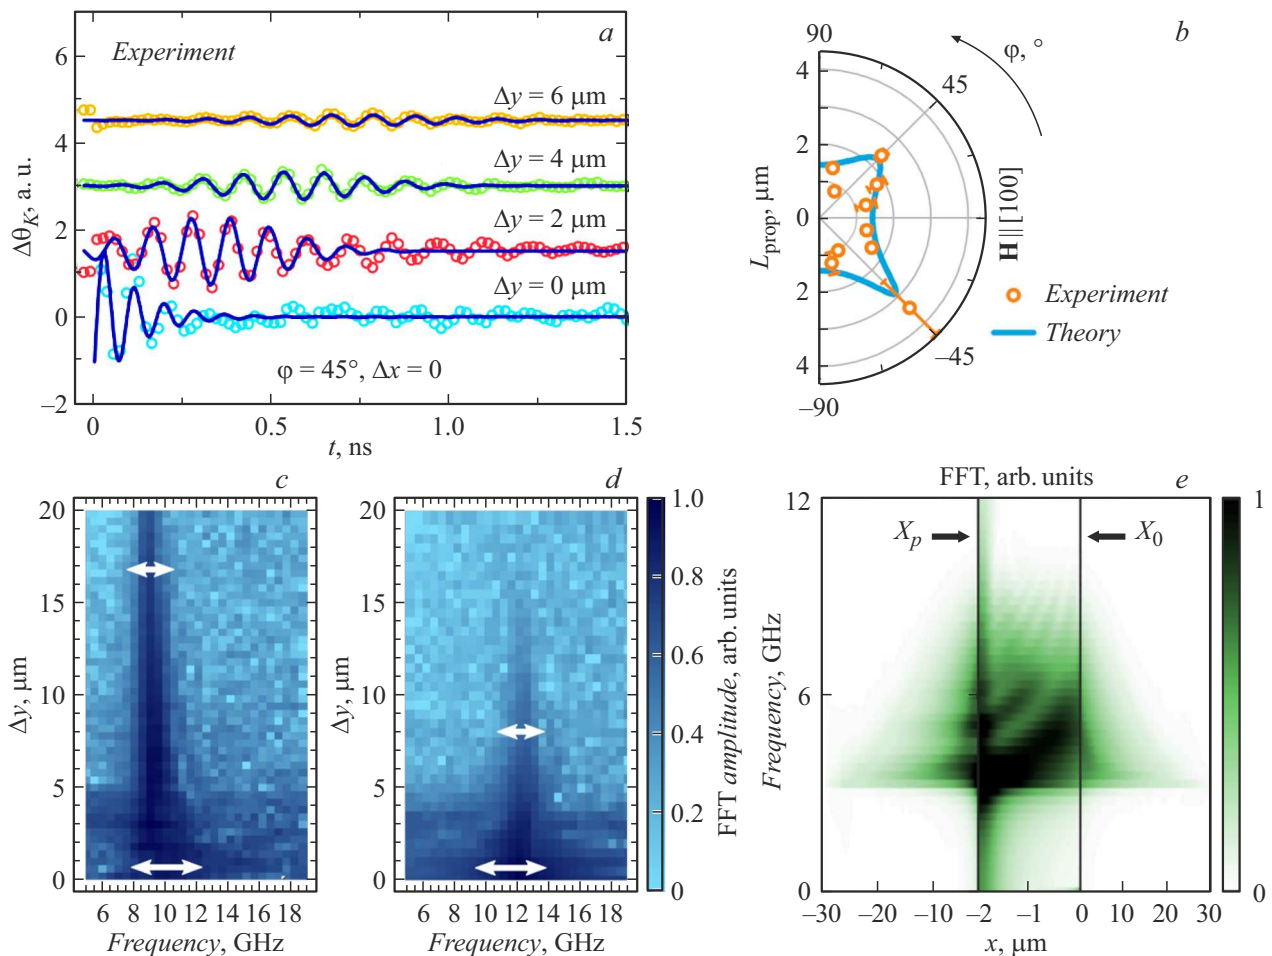 a
Experiment
Δy = 6 μm
Δy = 4 μm
Δy = 2 μm
Δy = 0 μm
φ = 45°, Δx = 0
6
4
2
0
–2
Δθ_K, a. u.
0 0.5 1.0 1.5
t, ns
b
90
φ, °
45
4
2
0
2
4
L_prop, μm
H || [100]
Experiment
Theory
–45
–90
c
20
15
10
5
0
Δy, μm
6 8 10 12 14 16 18
Frequency, GHz
d
20
15
10
5
0
Δy, μm
6 8 10 12 14 16 18
Frequency, GHz
1.0
0.8
0.6
0.4
0.2
0
FFT amplitude, arb. units
FFT, arb. units
e
12
6
0
Frequency, GHz
X_p
X_0
1
0
–30 –20 –10 –2 0 10 20 30
x, μm